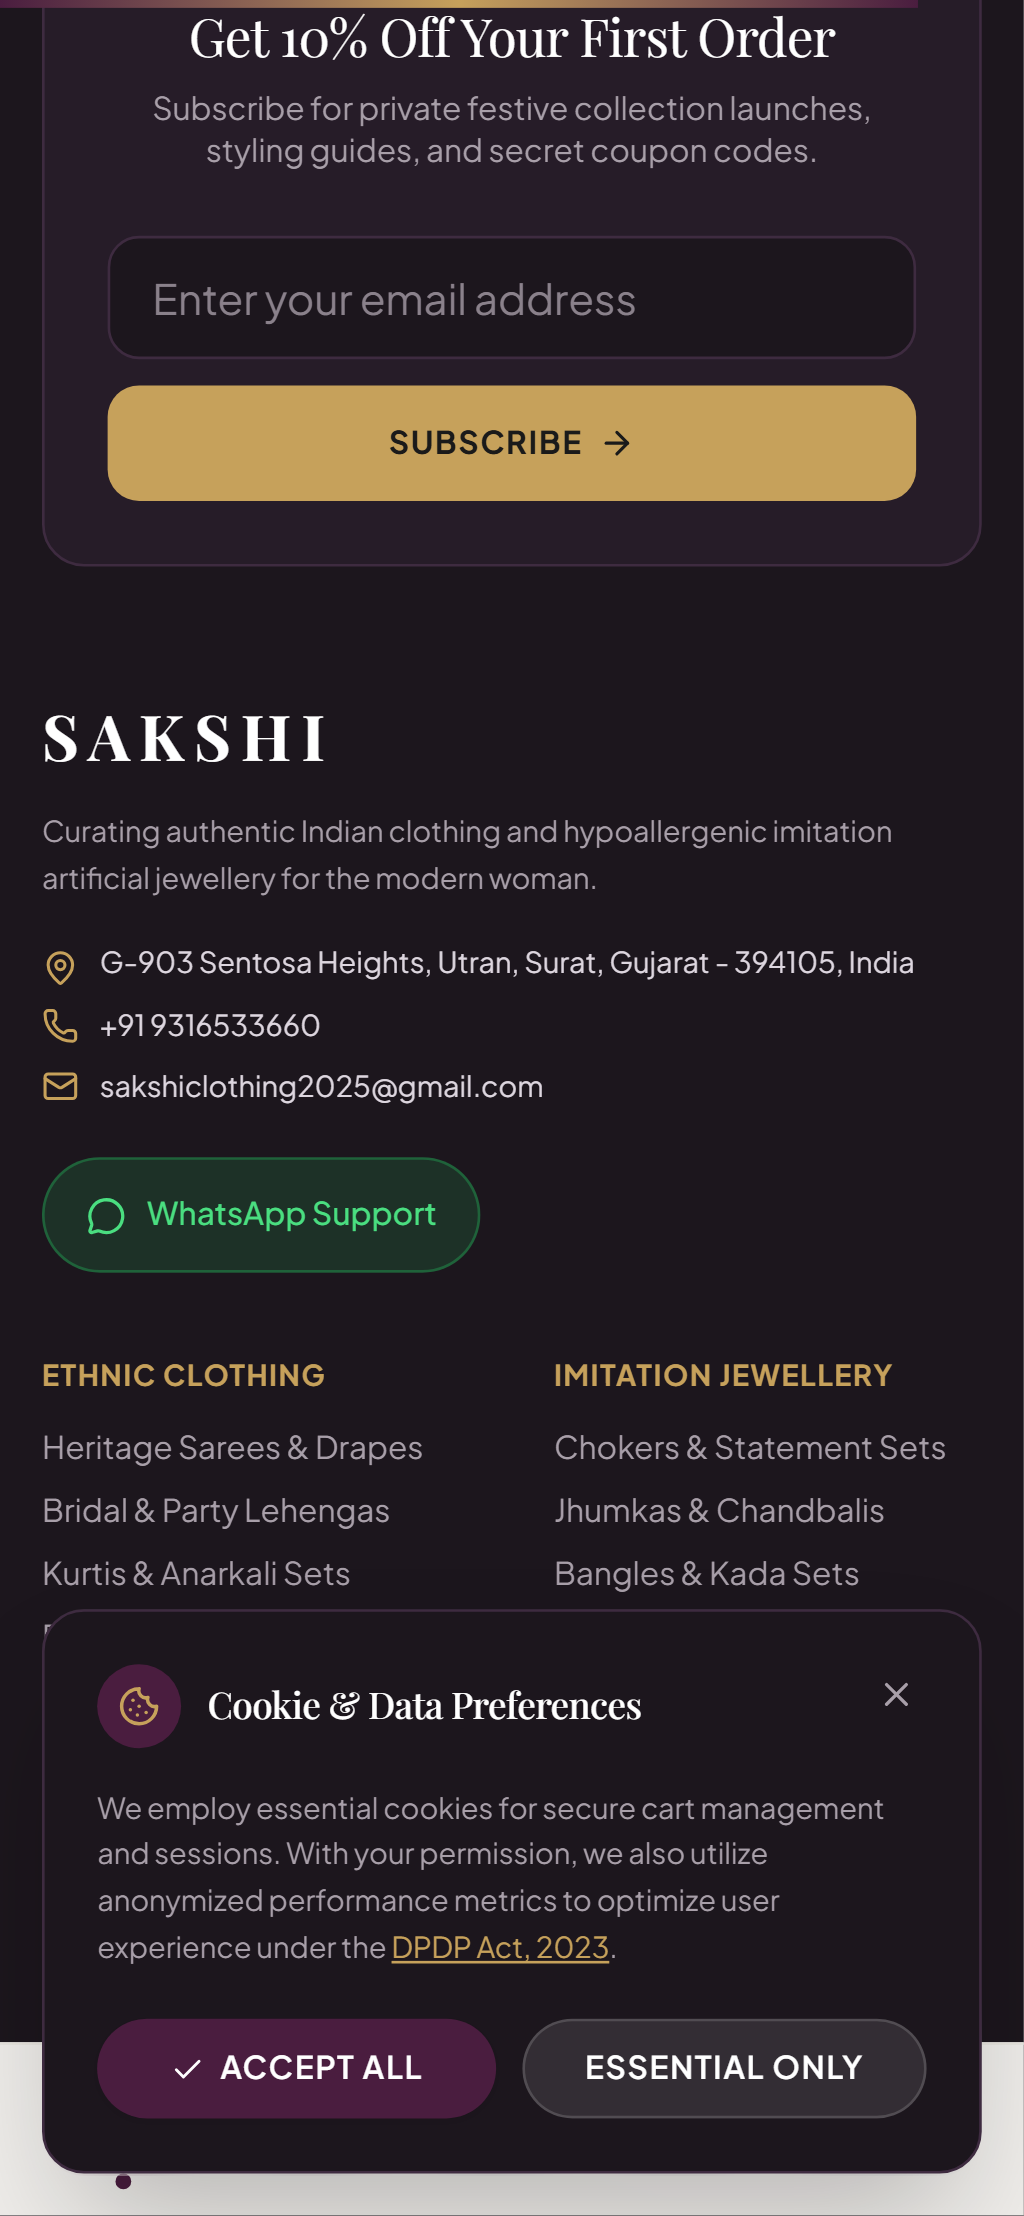 Get 10% Off Your First Order
Subscribe for private festive collection launches,
styling guides, and secret coupon codes.
Enter your email address
SUBSCRIBE →
SAKSHI
Curating authentic Indian clothing and hypoallergenic imitation
artificial jewellery for the modern woman.
G-903 Sentosa Heights, Utran, Surat, Gujarat - 394105, India
+91 9316533660
sakshiclothing2025@gmail.com
WhatsApp Support
ETHNIC CLOTHING
Heritage Sarees & Drapes
Bridal & Party Lehengas
Kurtis & Anarkali Sets
IMITATION JEWELLERY
Chokers & Statement Sets
Jhumkas & Chandbalis
Bangles & Kada Sets
Cookie & Data Preferences
We employ essential cookies for secure cart management
and sessions. With your permission, we also utilize
anonymized performance metrics to optimize user
experience under the DPDP Act, 2023.
ACCEPT ALL
ESSENTIAL ONLY